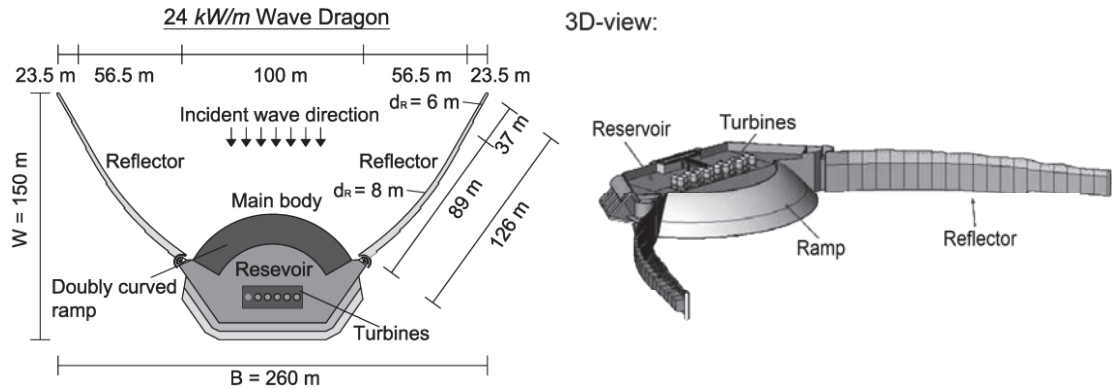 24 kW/m Wave Dragon
3D-view:
23.5 m 56.5 m 100 m 56.5 m 23.5 m
dR = 6 m
Incident wave direction
37 m
Reflector
Reflector
W = 150 m
dR = 8 m
89 m
126 m
Main body
Resevoir
Doubly curved
ramp
Turbines
B = 260 m
Reservoir
Turbines
Ramp
Reflector